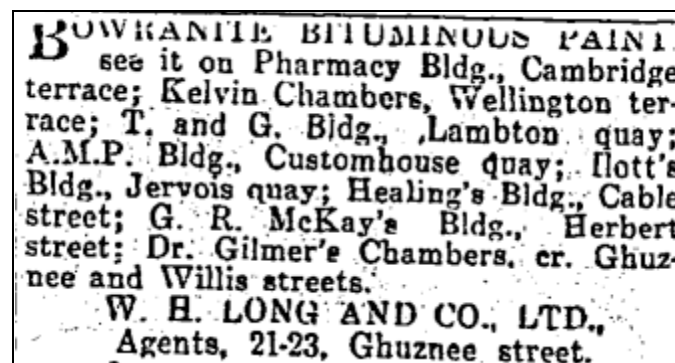 BOWRANITE BITUMINOUS PAINT.
see it on Pharmacy Bldg., Cambridge
terrace; Kelvin Chambers, Wellington ter-
race; T. and G. Bldg., Lambton quay;
A.M.P. Bldg., Customhouse quay; Ilott's
Bldg., Jervois quay; Healing's Bldg., Cable
street; G. R. McKay's Bldg., Herbert
street; Dr. Gilmer's Chambers, cr. Ghuz-
nee and Willis streets.
W. H. LONG AND CO., LTD.,
Agents, 21-23, Ghuznee street.